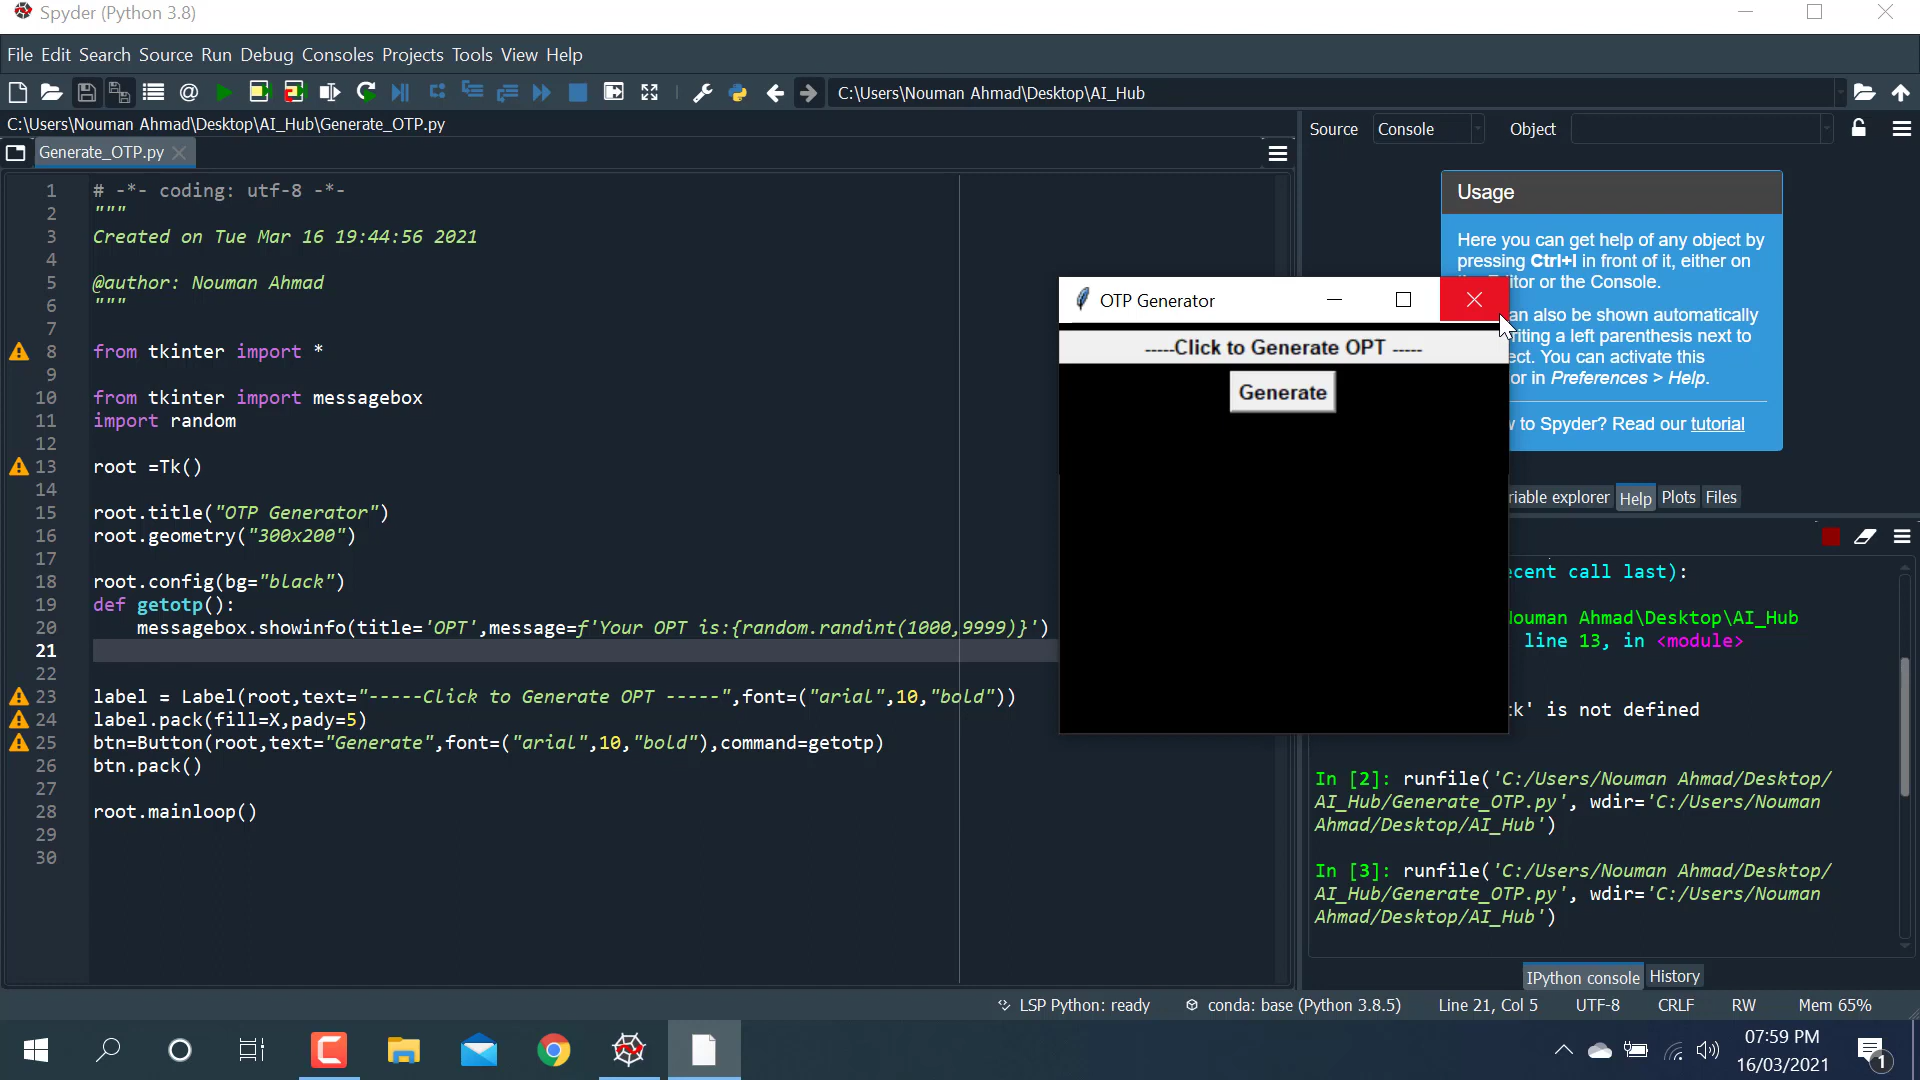 Spyder (Python 3.8)
File Edit Search Source Run Debug Consoles Projects Tools View Help
C:\Users\Nouman Ahmad\Desktop\AI_Hub
C:\Users\Nouman Ahmad\Desktop\AI_Hub\Generate_OTP.py
Source Console Object
Generate_OTP.py
1 # -*- coding: utf-8 -*-
2 """
3 Created on Tue Mar 16 19:44:56 2021
4
5 @author: Nouman Ahmad
6 """
7
8 from tkinter import *
9
10 from tkinter import messagebox
11 import random
12
13 root =Tk()
14
15 root.title("OTP Generator")
16 root.geometry("300x200")
17
18 root.config(bg="black")
19 def getotp():
20 messagebox.showinfo(title='OPT',message=f'Your OPT is:{random.randint(1000,9999)}')
21
22
23 label = Label(root,text="-----Click to Generate OPT -----",font=("arial",10,"bold"))
24 label.pack(fill=X,pady=5)
25 btn=Button(root,text="Generate",font=("arial",10,"bold"),command=getotp)
26 btn.pack()
27
28 root.mainloop()
29
30
Usage
Here you can get help of any object by
pressing Ctrl+I in front of it, either on
itor or the Console.
an also be shown automatically
riting a left parenthesis next to
ect. You can activate this
or in Preferences > Help.
to Spyder? Read our tutorial
OTP Generator
-----Click to Generate OPT -----
Generate
riable explorer Help Plots Files
ecent call last):
Nouman Ahmad\Desktop\AI_Hub
line 13, in <module>
k' is not defined
In [2]: runfile('C:/Users/Nouman Ahmad/Desktop/
AI_Hub/Generate_OTP.py', wdir='C:/Users/Nouman
Ahmad/Desktop/AI_Hub')
In [3]: runfile('C:/Users/Nouman Ahmad/Desktop/
AI_Hub/Generate_OTP.py', wdir='C:/Users/Nouman
Ahmad/Desktop/AI_Hub')
IPython console History
LSP Python: ready conda: base (Python 3.8.5) Line 21, Col 5 UTF-8 CRLF RW Mem 65%
07:59 PM
16/03/2021
1